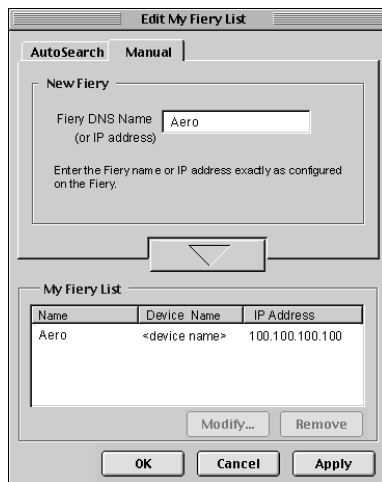 Edit My Fiery List
AutoSearch Manual
New Fiery
Fiery DNS Name
(or IP address)
Aero
Enter the Fiery name or IP address exactly as configured
on the Fiery.
My Fiery List
Name Device Name IP Address
Aero <device name> 100.100.100.100
Modify... Remove
OK Cancel Apply